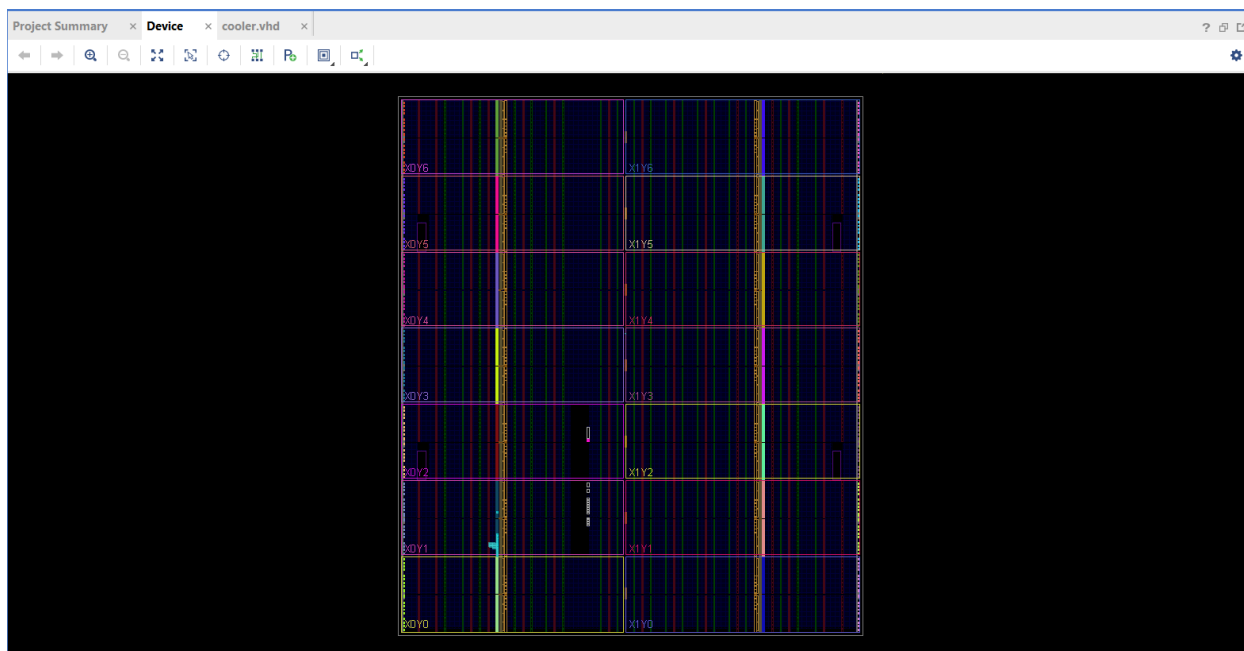 Project Summary × Device × cooler.vhd ×
?
X0Y6 X1Y6
X0Y5 X1Y5
X0Y4 X1Y4
X0Y3 X1Y3
X0Y2 X1Y2
X0Y1 X1Y1
X0Y0 X1Y0